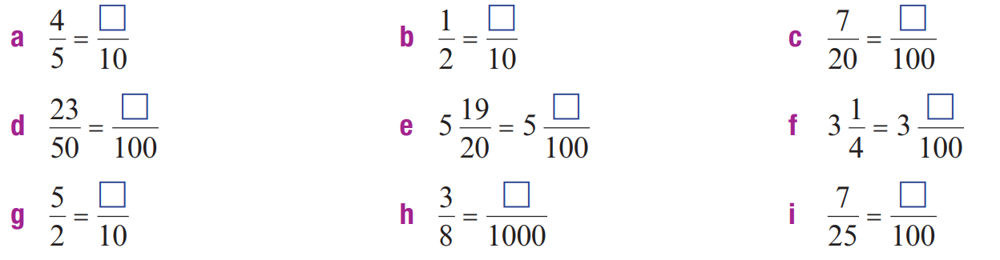 a 4/5 = □/10 b 1/2 = □/10 c 7/20 = □/100
d 23/50 = □/100 e 5 19/20 = 5 □/100 f 3 1/4 = 3 □/100
g 5/2 = □/10 h 3/8 = □/1000 i 7/25 = □/100